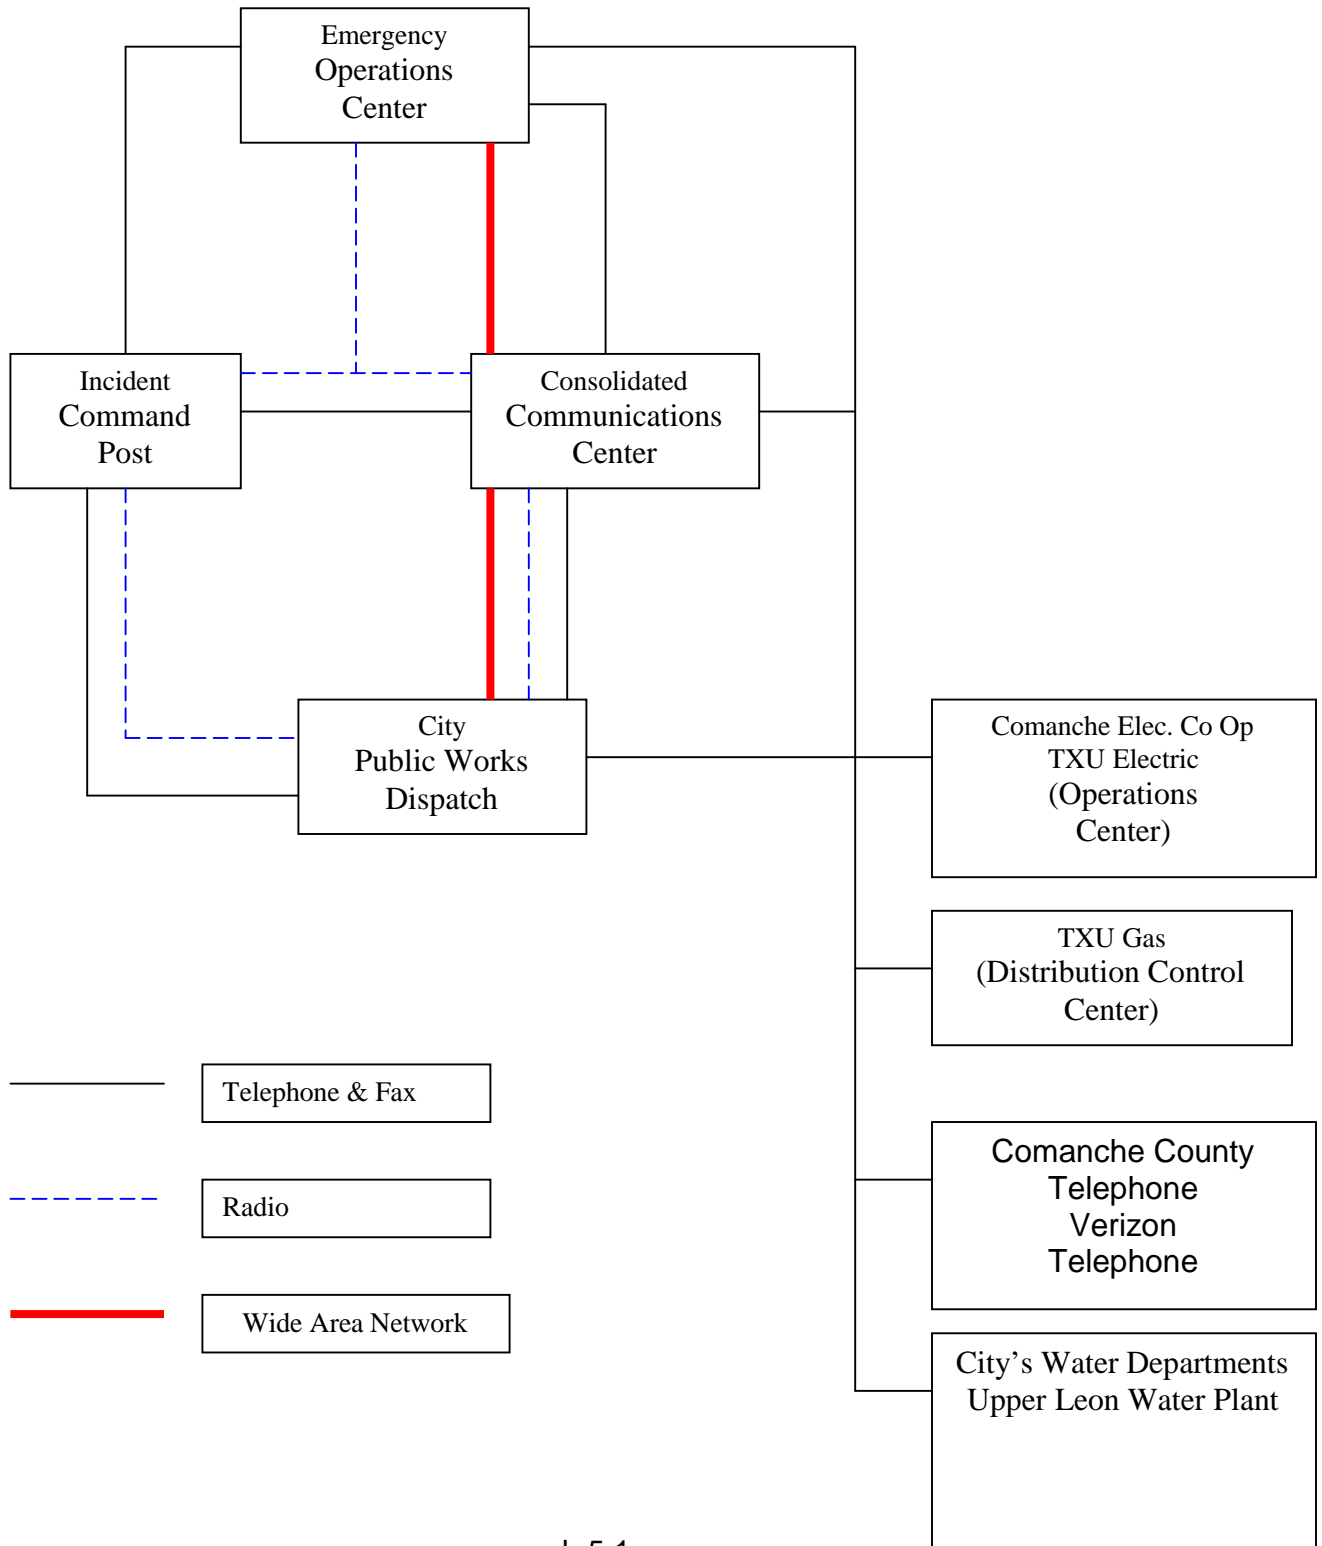 Emergency
Operations
Center
Incident
Command
Post
Consolidated
Communications
Center
City
Public Works
Dispatch
Comanche Elec. Co Op
TXU Electric
(Operations
Center)
TXU Gas
(Distribution Control
Center)
Telephone & Fax
Radio
Wide Area Network
Comanche County
Telephone
Verizon
Telephone
City’s Water Departments
Upper Leon Water Plant